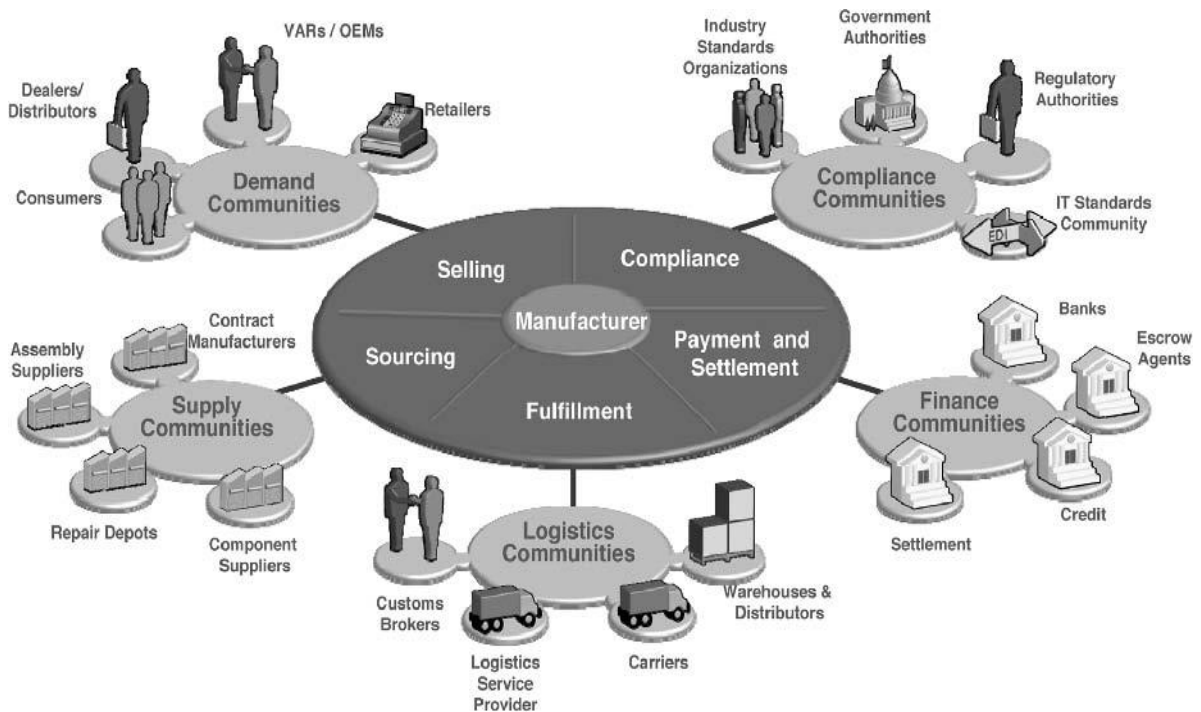 VARs / OEMs
Dealers/
Distributors
Retailers
Consumers
Demand
Communities
Industry
Standards
Organizations
Government
Authorities
Regulatory
Authorities
Compliance
Communities
IT Standards
Community
EDI
Selling
Compliance
Manufacturer
Sourcing
Payment and
Settlement
Fulfillment
Contract
Manufacturers
Assembly
Suppliers
Supply
Communities
Repair Depots
Component
Suppliers
Banks
Escrow
Agents
Finance
Communities
Credit
Settlement
Logistics
Communities
Customs
Brokers
Warehouses &
Distributors
Logistics
Service
Provider
Carriers